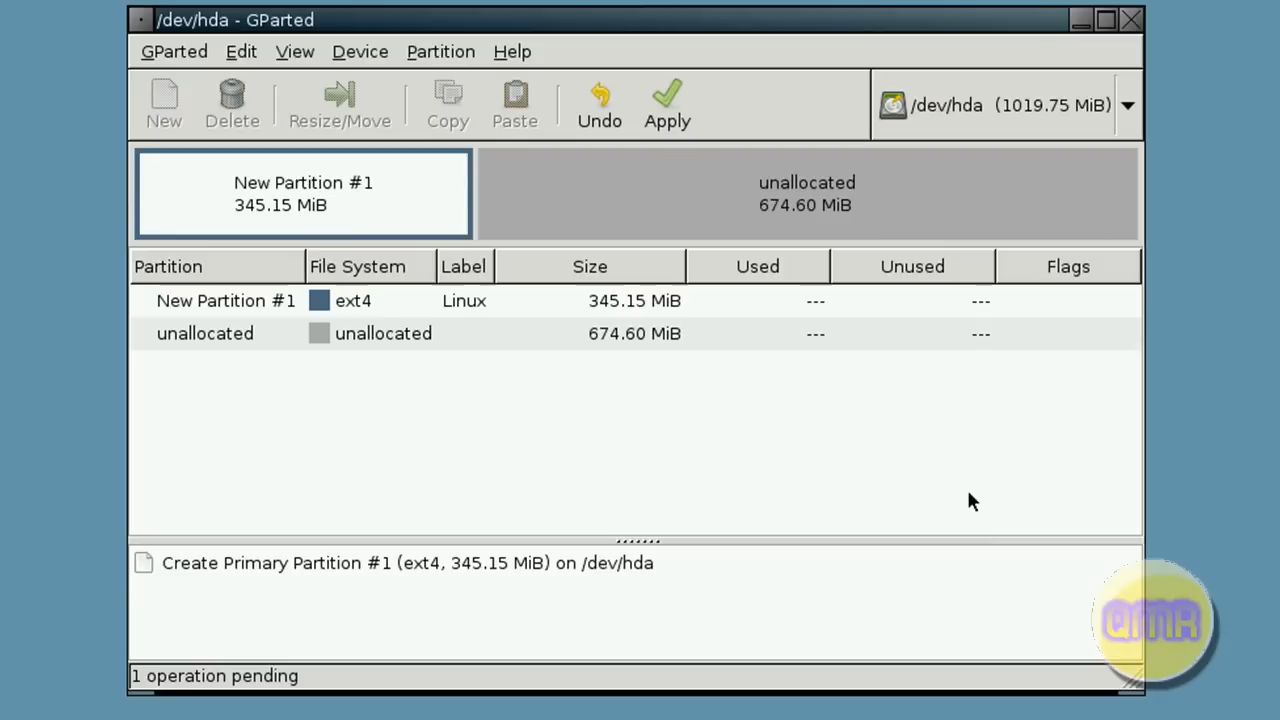 /dev/hda - GParted
GParted Edit View Device Partition Help
New Delete Resize/Move Copy Paste Undo Apply /dev/hda (1019.75 MiB)
New Partition #1 unallocated
345.15 MiB 674.60 MiB
Partition File System Label Size Used Unused Flags
New Partition #1 ext4 Linux 345.15 MiB --- ---
unallocated unallocated 674.60 MiB --- ---
Create Primary Partition #1 (ext4, 345.15 MiB) on /dev/hda
QMR
1 operation pending